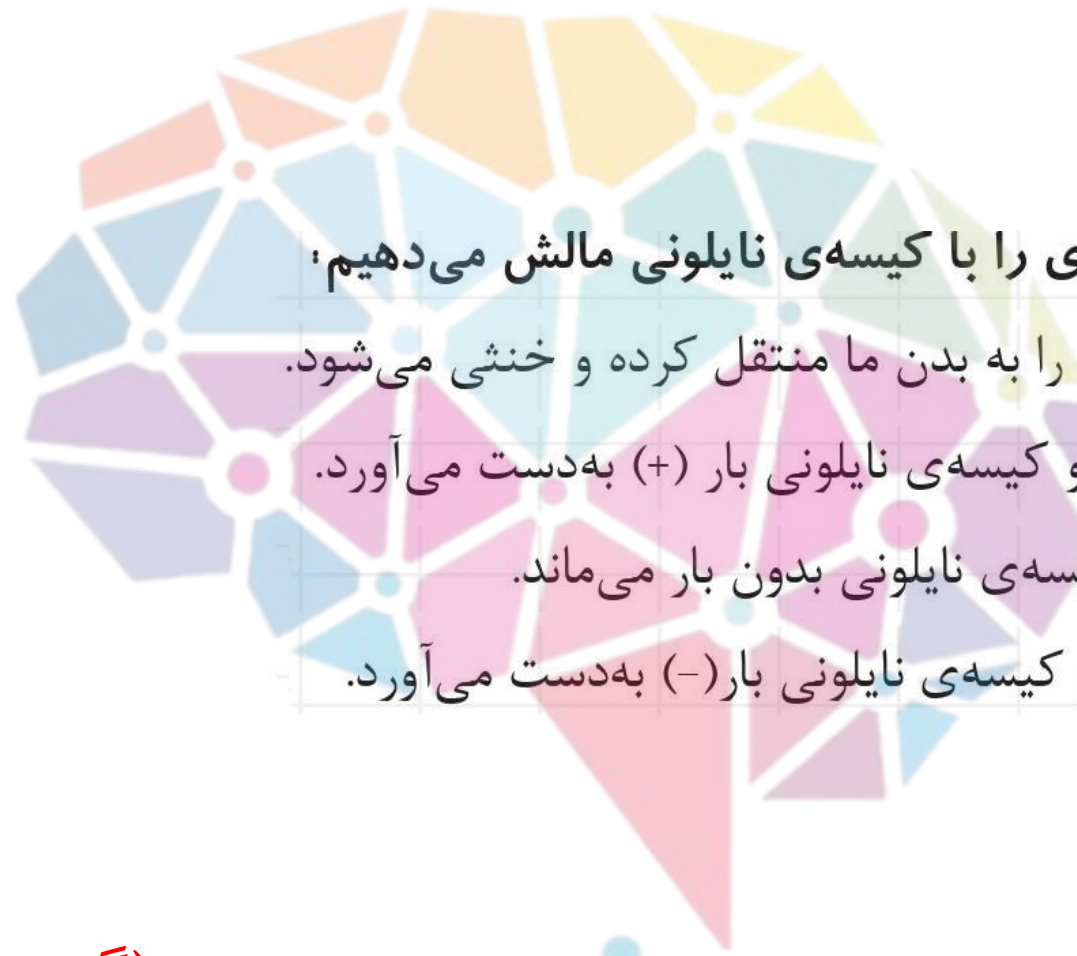 ی را با کیسه‌ی نایلونی مالش می‌دهیم:
را به بدن ما منتقل کرده و خنثی می‌شود.
و کیسه‌ی نایلونی بار (+) به‌دست می‌آورد.
یسه‌ی نایلونی بدون بار می‌ماند.
کیسه‌ی نایلونی بار(−) به‌دست می‌آورد.